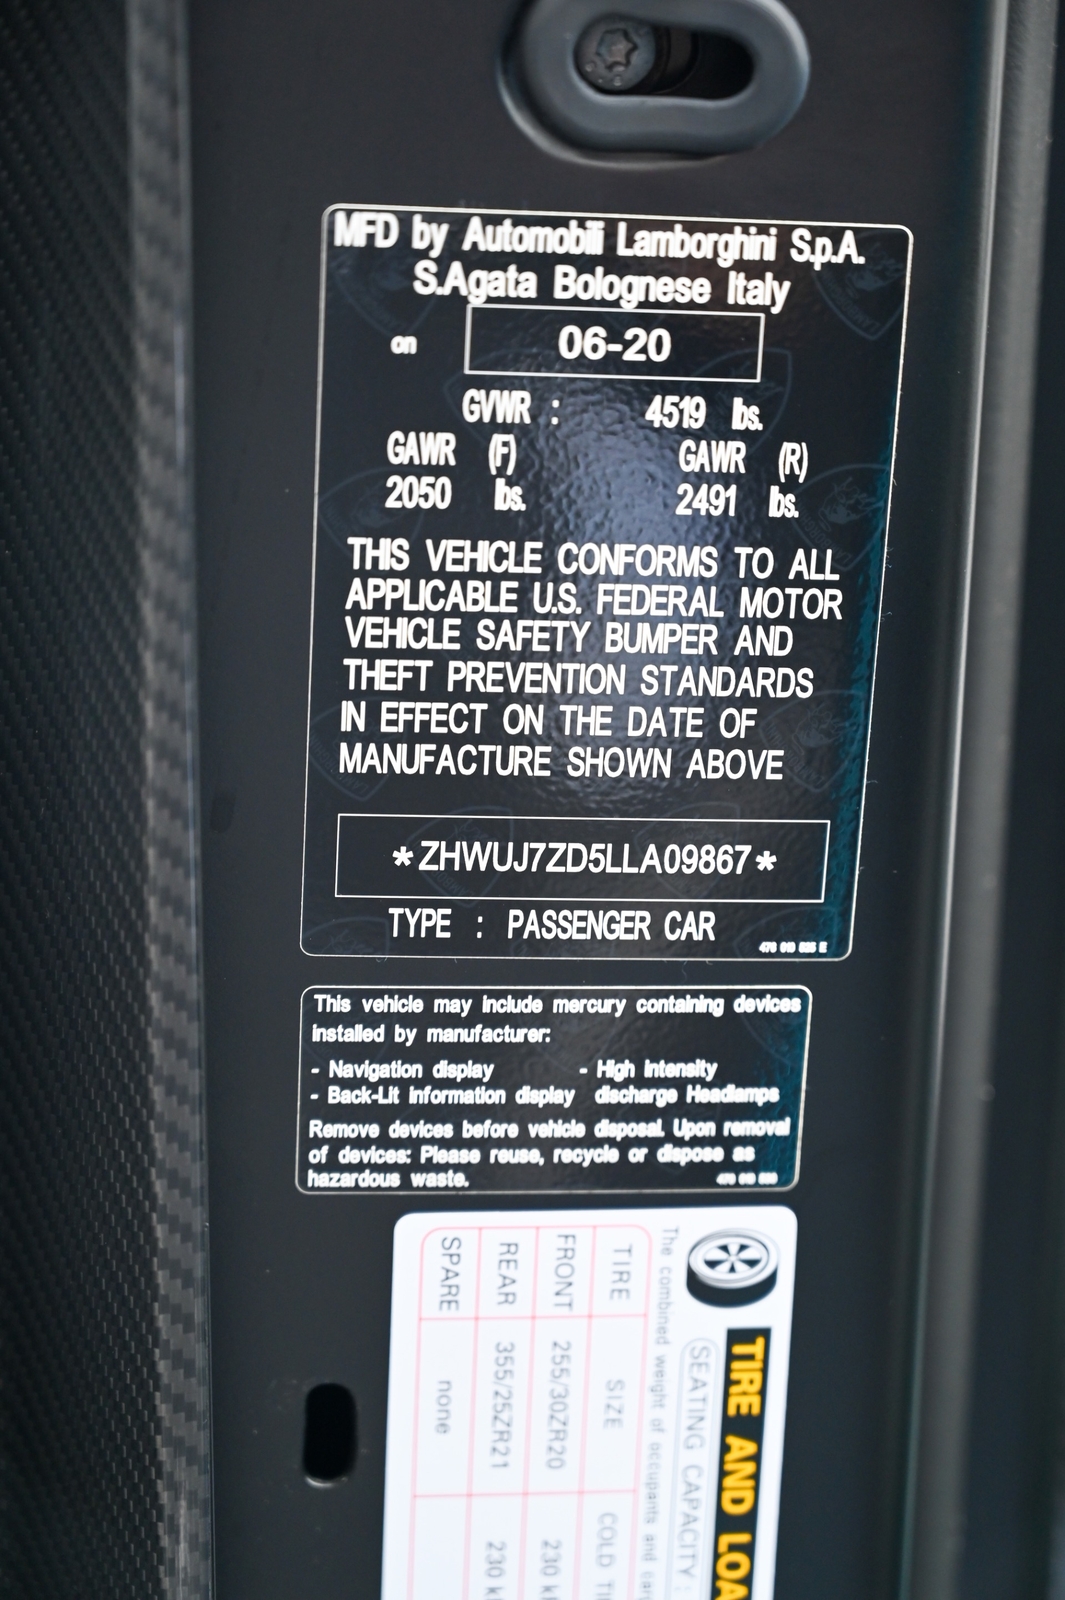 MFD by Automobili Lamborghini S.p.A.
S.Agata Bolognese Italy
on 06-20
GVWR : 4519 lbs.
GAWR (F) GAWR (R)
2050 lbs. 2491 lbs.
THIS VEHICLE CONFORMS TO ALL
APPLICABLE U.S. FEDERAL MOTOR
VEHICLE SAFETY BUMPER AND
THEFT PREVENTION STANDARDS
IN EFFECT ON THE DATE OF
MANUFACTURE SHOWN ABOVE
*ZHWUJ7ZD5LLA09867*
TYPE : PASSENGER CAR
This vehicle may include mercury containing devices
installed by manufacturer:
- Navigation display - High Intensity
- Back-Lit information display discharge Headlamps
Remove devices before vehicle disposal. Upon removal
of devices: Please reuse, recycle or dispose as
hazardous waste.
TIRE AND LOA
SEATING CAPACITY :
The combined weight of occupants and
TIRE SIZE COLD TI
FRONT 255/30ZR20 230 k
REAR 355/25ZR21 230 k
SPARE none